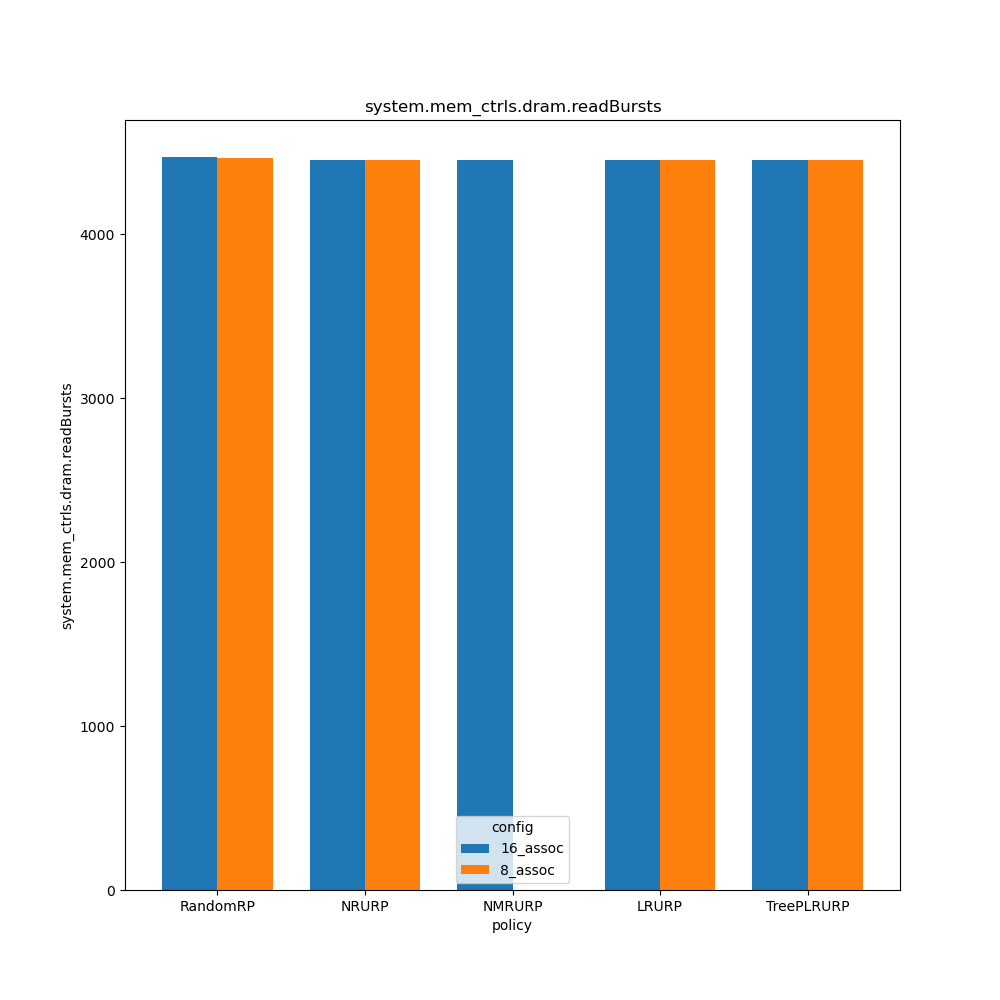 system.mem_ctrls.dram.readBursts
system.mem_ctrls.dram.readBursts
4000
3000
2000
1000
0
config
16_assoc
8_assoc
RandomRP NRURP NMRURP LRURP TreePLRURP
policy